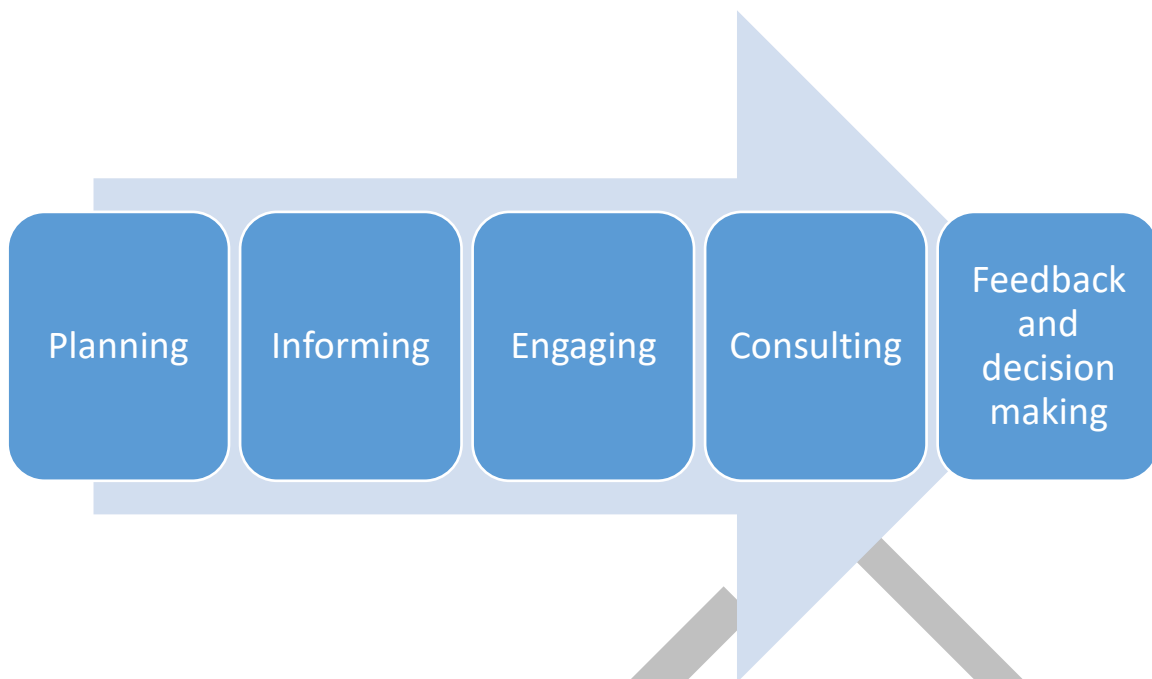 Planning
Informing
Engaging
Consulting
Feedback
and
decision
making